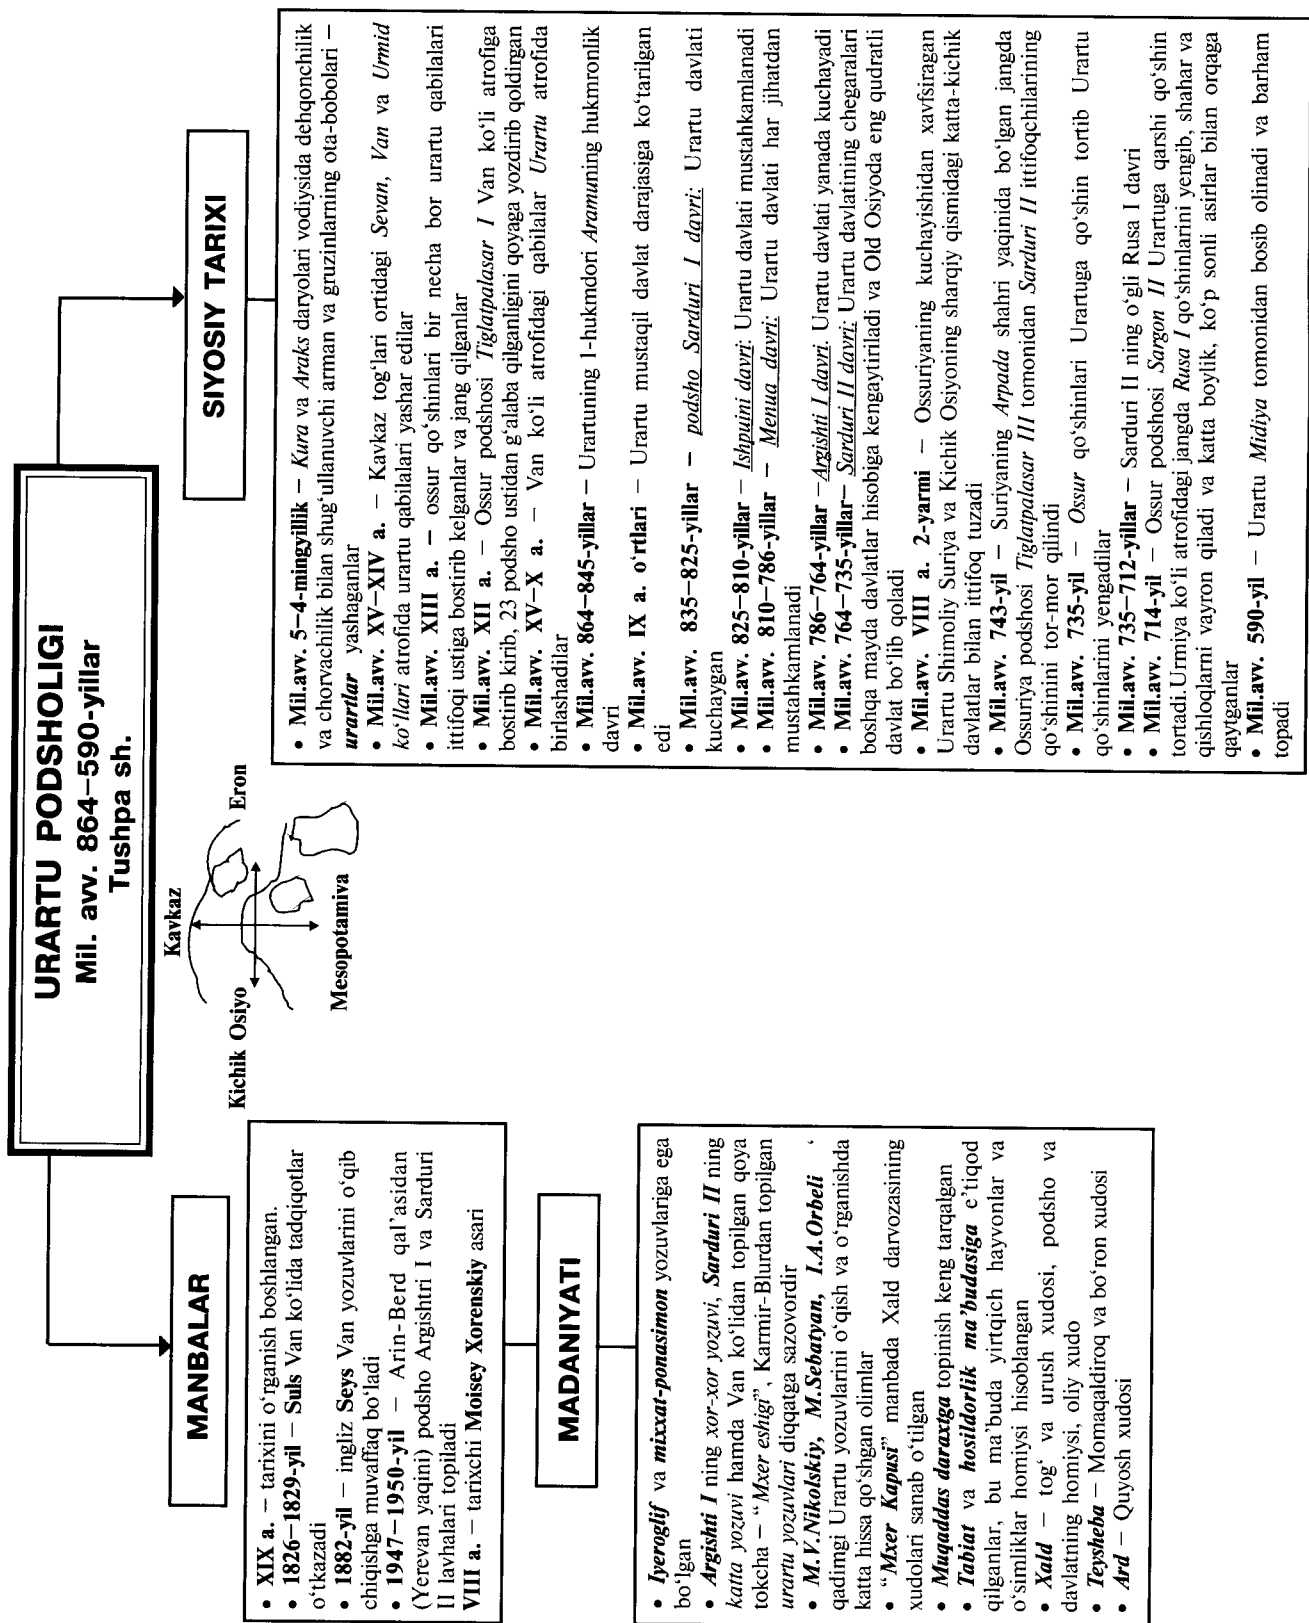 URARTU PODSHOLIGI
Mil. avv. 864–590-yillar
Tushpa sh.
MANBALAR
• XIX a. – tarixini o‘rganish boshlangan.
• 1826–1829-yil – Suls Van ko‘lida tadqiqotlar
o‘tkazadi
• 1882-yil – ingliz Seys Van yozuvlarini o‘qib
chiqishga muvaffaq bo‘ladi
• 1947–1950-yil – Arin-Berd qal’asidan
(Yerevan yaqini) podsho Argishtri I va Sarduri
II lavhalari topiladi
VIII a. – tarixchi Moisey Xorenskiy asari
MADANIYATI
• Iyeroglif va mixxat-ponasimon yozuvlariga ega
bo‘lgan
• Argishti I ning xor-xor yozuvi, Sarduri II ning
katta yozuvi hamda Van ko‘lidan topilgan qoya
tokcha – “Mxer eshigi”, Karmir-Blurdan topilgan
urartu yozuvlari diqqatga sazovordir
• M.V.Nikolskiy, M.Sebatyan, I.A.Orbeli ‘
qadimgi Urartu yozuvlarini o‘qish va o‘rganishda
katta hissa qo‘shgan olimlar
• “Mxer Kapusi” manbada Xald darvozasining
xudolari sanab o‘tilgan
• Muqaddas daraxtga topinish keng tarqalgan
• Tabiat va hosildorlik ma’budasiga e’tiqod
qilganlar, bu ma’buda yirtqich hayvonlar va
o‘simliklar homiysi hisoblangan
• Xald – tog‘ va urush xudosi, podsho va
davlatning homiysi, oliy xudo
• Teysheba – Momaqaldiroq va bo‘ron xudosi
• Ard – Quyosh xudosi
Kavkaz
Kichik Osiyo
Eron
Mesopotamiya
SIYOSIY TARIXI
• Mil.avv. 5-4-mingyillik – Kura va Araks daryolari vodiysida dehqonchilik
va chorvachilik bilan shug‘ullanuvchi arman va gruzinlarning ota-bobolari –
urartlar yashaganlar
• Mil.avv. XV–XIV a. – Kavkaz tog‘lari ortidagi Sevan, Van va Urmid
ko‘llari atrofida urartu qabilalari yashar edilar
• Mil.avv. XIII a. – ossur qo‘shinlari bir necha bor urartu qabilalari
ittifoqi ustiga bostirib kelganlar va jang qilganlar
• Mil.avv. XII a. – Ossur podshosi Tiglatpalasar I Van ko‘li atrofiga
bostirib kirib, 23 podsho ustidan g‘alaba qilganligini qoyaga yozdirib qoldirgan
• Mil.avv. XV–X a. – Van ko‘li atrofidagi qabilalar Urartu atrofida
birlashadilar
• Mil.avv. 864–845-yillar – Urartuning 1-hukmdori Aramuning hukmronlik
davri
• Mil.avv. IX a. o‘rtlari – Urartu mustaqil davlat darajasiga ko‘tarilgan
edi
• Mil.avv. 835–825-yillar – podsho Sarduri I davri: Urartu davlati
kuchaygan
• Mil.avv. 825–810-yillar – Ishpuini davri: Urartu davlati mustahkamlanadi
• Mil.avv. 810–786-yillar – Menua davri: Urartu davlati har jihatdan
mustahkamlanadi
• Mil.avv. 786–764-yillar –Argishti I davri. Urartu davlati yanada kuchayadi
• Mil.avv. 764–735-yillar– Sarduri II davri: Urartu davlatining chegaralari
boshqa mayda davlatlar hisobiga kengaytiriladi va Old Osiyoda eng qudratli
davlat bo‘lib qoladi
• Mil.avv. VIII a. 2-yarmi – Ossuriyaning kuchayishidan xavfsiragan
Urartu Shimoliy Suriya va Kichik Osiyoning sharqiy qismidagi katta-kichik
davlatlar bilan ittifoq tuzadi
• Mil.avv. 743-yil – Suriyaning Arpada shahri yaqinida bo‘lgan jangda
Ossuriya podshosi Tiglatpalasar III tomonidan Sarduri II ittifoqchilarining
qo‘shinini tor-mor qilindi
• Mil.avv. 735-yil – Ossur qo‘shinlari Urartuga qo‘shin tortib Urartu
qo‘shinlarini yengadilar
• Mil.avv. 735–712-yillar – Sarduri II ning o‘g‘li Rusa I davri
• Mil.avv. 714-yil – Ossur podshosi Sargon II Urartuga qarshi qo‘shin
tortadi.Urmiya ko‘li atrofidagi jangda Rusa I qo‘shinlarini yengib, shahar va
qishloqlarni vayron qiladi va katta boylik, ko‘p sonli asirlar bilan orqaga
qaytganlar
• Mil.avv. 590-yil – Urartu Midiya tomonidan bosib olinadi va barham
topadi